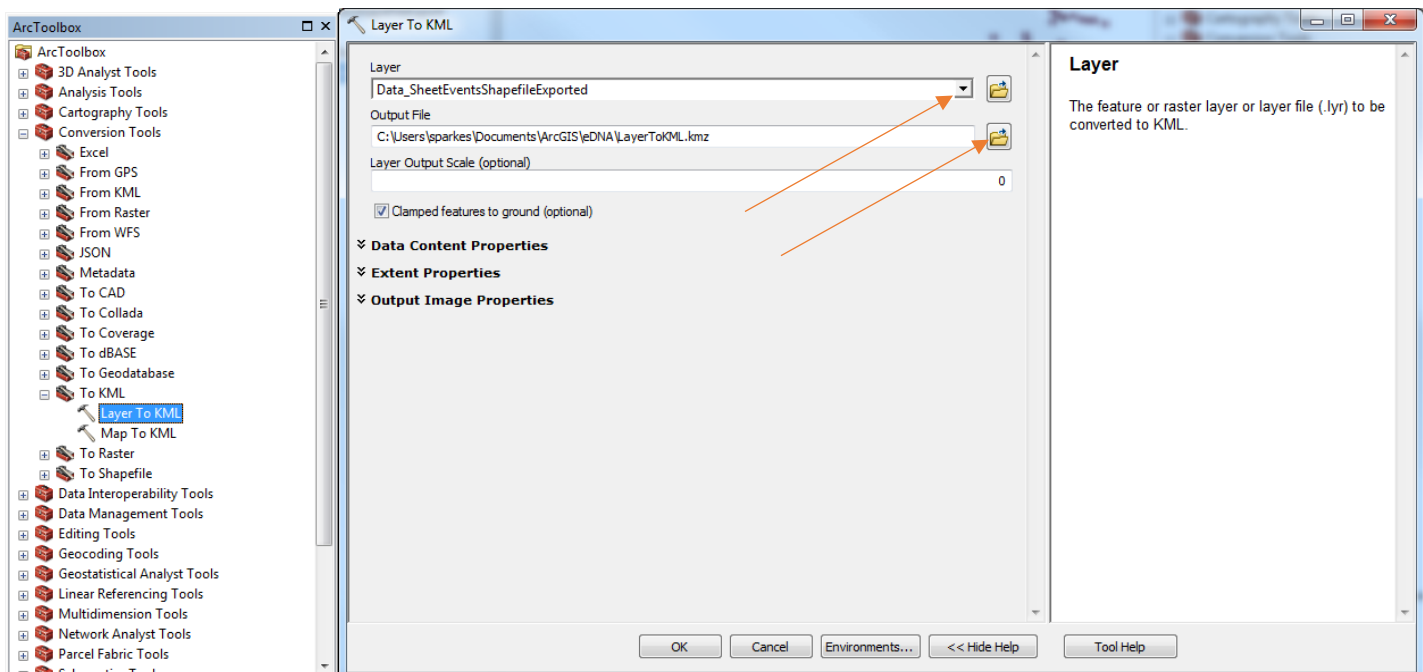 ArcToolbox
ArcToolbox
3D Analyst Tools
Analysis Tools
Cartography Tools
Conversion Tools
Excel
From GPS
From KML
From Raster
From WFS
JSON
Metadata
To CAD
To Collada
To Coverage
To dBASE
To Geodatabase
To KML
Layer To KML
Map To KML
To Raster
To Shapefile
Data Interoperability Tools
Data Management Tools
Editing Tools
Geocoding Tools
Geostatistical Analyst Tools
Linear Referencing Tools
Multidimension Tools
Network Analyst Tools
Parcel Fabric Tools
Layer To KML
Layer
Data_SheetEventsShapefileExported
Output File
C:\Users\sparkes\Documents\ArcGIS\eDNA\LayerToKML.kmz
Layer Output Scale (optional)
0
Clamped features to ground (optional)
Data Content Properties
Extent Properties
Output Image Properties
OK
Cancel
Environments...
<< Hide Help
Layer
The feature or raster layer or layer file (.lyr) to be
converted to KML.
Tool Help